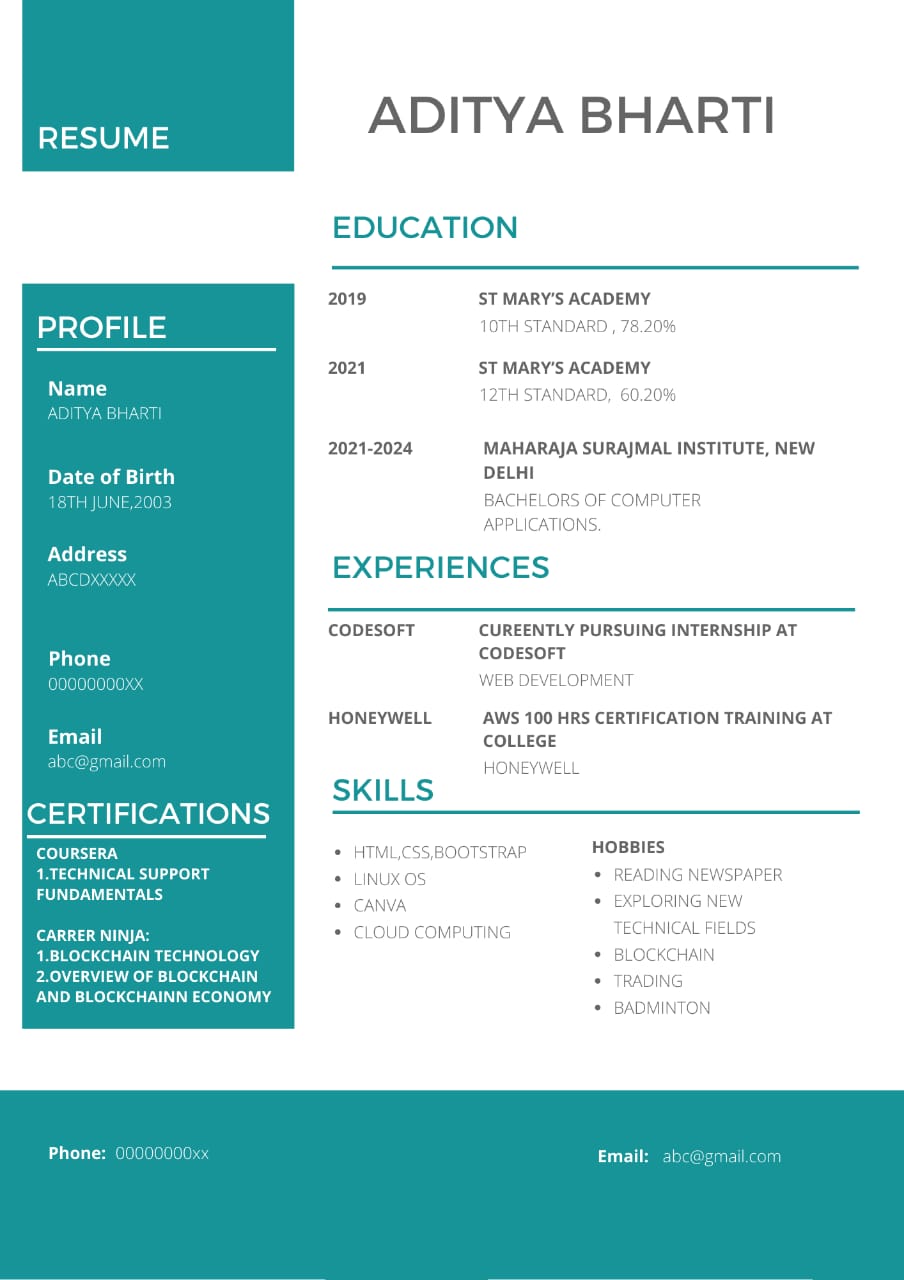 RESUME
ADITYA BHARTI
PROFILE
Name
ADITYA BHARTI
Date of Birth
18TH JUNE,2003
Address
ABCDXXXXX
Phone
00000000XX
Email
abc@gmail.com
CERTIFICATIONS
COURSERA
1.TECHNICAL SUPPORT
FUNDAMENTALS
CARRER NINJA:
1.BLOCKCHAIN TECHNOLOGY
2.OVERVIEW OF BLOCKCHAIN
AND BLOCKCHAINN ECONOMY
EDUCATION
2019 ST MARY’S ACADEMY
10TH STANDARD , 78.20%
2021 ST MARY’S ACADEMY
12TH STANDARD, 60.20%
2021-2024 MAHARAJA SURAJMAL INSTITUTE, NEW
DELHI
BACHELORS OF COMPUTER
APPLICATIONS.
EXPERIENCES
CODESOFT CUREENTLY PURSUING INTERNSHIP AT
CODESOFT
WEB DEVELOPMENT
HONEYWELL AWS 100 HRS CERTIFICATION TRAINING AT
COLLEGE
HONEYWELL
SKILLS
• HTML,CSS,BOOTSTRAP
• LINUX OS
• CANVA
• CLOUD COMPUTING
HOBBIES
• READING NEWSPAPER
• EXPLORING NEW
TECHNICAL FIELDS
• BLOCKCHAIN
• TRADING
• BADMINTON
Phone: 00000000xx
Email: abc@gmail.com